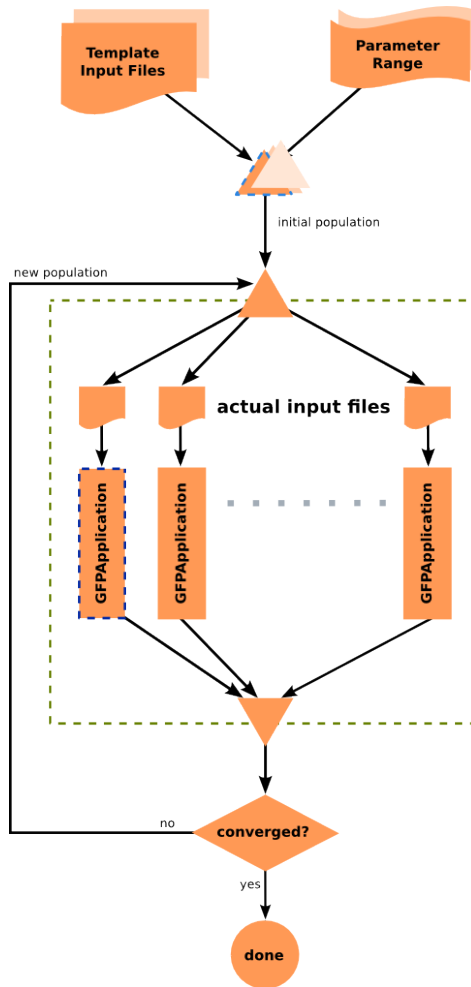 Template
Input Files
Parameter
Range
initial population
new population
actual input files
GFPApplication
GFPApplication
GFPApplication
converged?
no
yes
done